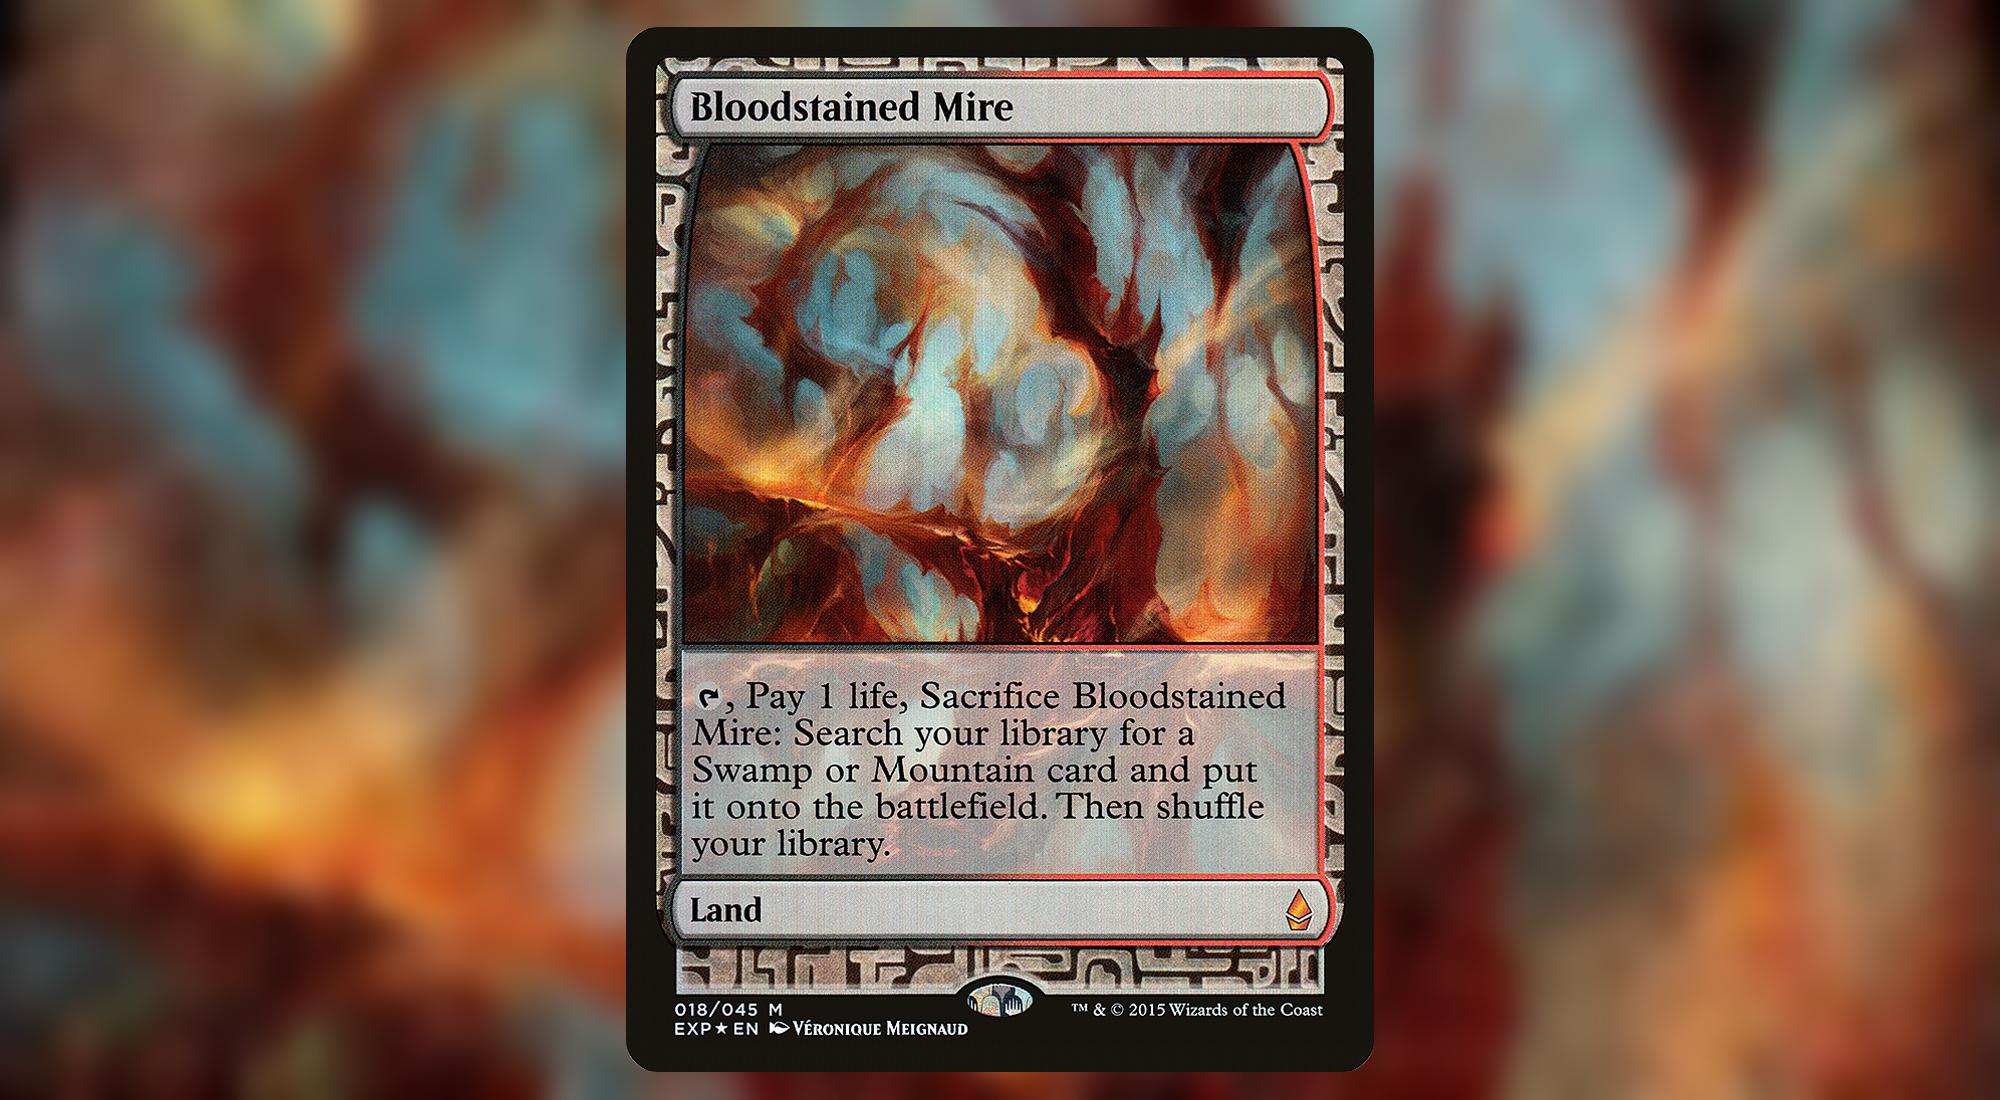 Bloodstained Mire
, Pay 1 life, Sacrifice Bloodstained
Mire: Search your library for a
Swamp or Mountain card and put
it onto the battlefield. Then shuffle
your library.
Land
018/045 M
EXP★EN VÉRONIQUE MEIGNAUD
™ & © 2015 Wizards of the Coast